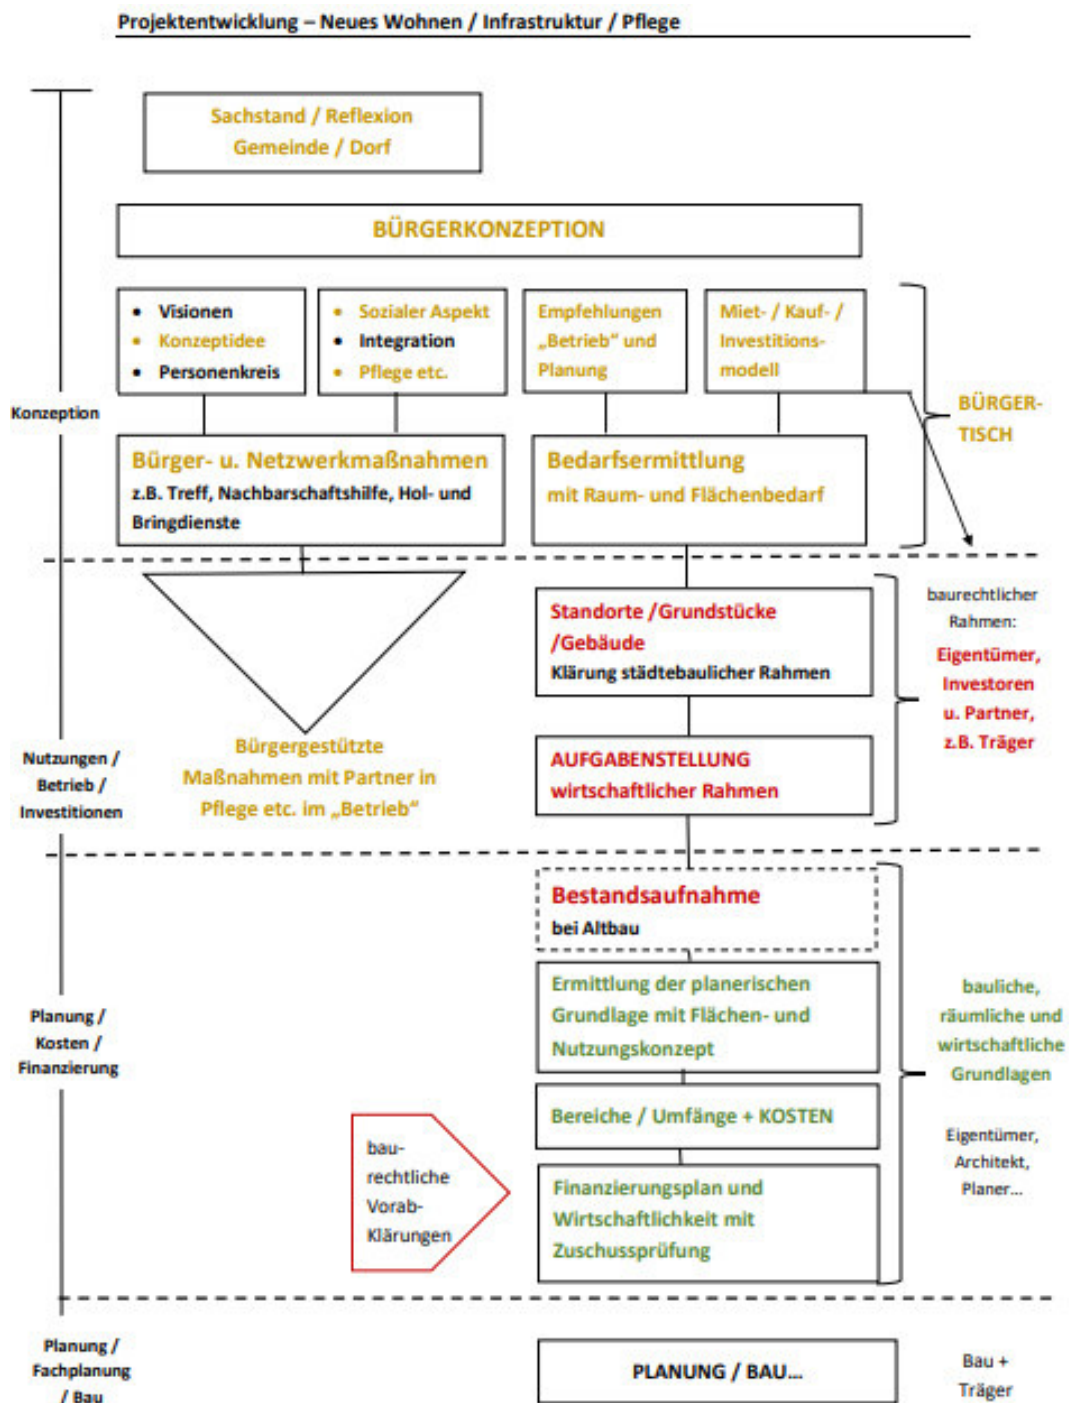 Projektentwicklung – Neues Wohnen / Infrastruktur / Pflege
Sachstand / Reflexion
Gemeinde / Dorf
BÜRGERKONZEPTION
• Visionen
• Konzeptidee
• Personenkreis
• Sozialer Aspekt
• Integration
• Pflege etc.
Empfehlungen
„Betrieb“ und
Planung
Miet- / Kauf- /
Investitions-
modell
BÜRGER-
TISCH
Konzeption
Bürger- u. Netzwerkmaßnahmen
z.B. Treff, Nachbarschaftshilfe, Hol- und
Bringdienste
Bedarfsermittlung
mit Raum- und Flächenbedarf
Standorte /Grundstücke
/Gebäude
Klärung städtebaulicher Rahmen
baurechtlicher
Rahmen:
Eigentümer,
Investoren
u. Partner,
z.B. Träger
Nutzungen /
Betrieb /
Investitionen
Bürgergestützte
Maßnahmen mit Partner in
Pflege etc. im „Betrieb“
AUFGABENSTELLUNG
wirtschaftlicher Rahmen
Bestandsaufnahme
bei Altbau
Planung /
Kosten /
Finanzierung
Ermittlung der planerischen
Grundlage mit Flächen- und
Nutzungskonzept
bauliche,
räumliche und
wirtschaftliche
Grundlagen
Bereiche / Umfänge + KOSTEN
Eigentümer,
Architekt,
Planer...
bau-
rechtliche
Vorab-
Klärungen
Finanzierungsplan und
Wirtschaftlichkeit mit
Zuschussprüfung
Planung /
Fachplanung
/ Bau
PLANUNG / BAU...
Bau +
Träger